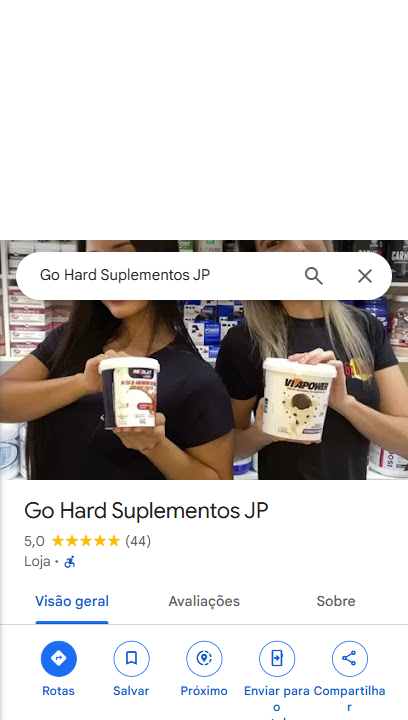 Go Hard Suplementos JP
VITAPOWER
Go Hard Suplementos JP
5,0 (44)
Loja ·
Visão geral
Avaliações
Sobre
Rotas
Salvar
Próximo
Enviar para o
Compartilhar